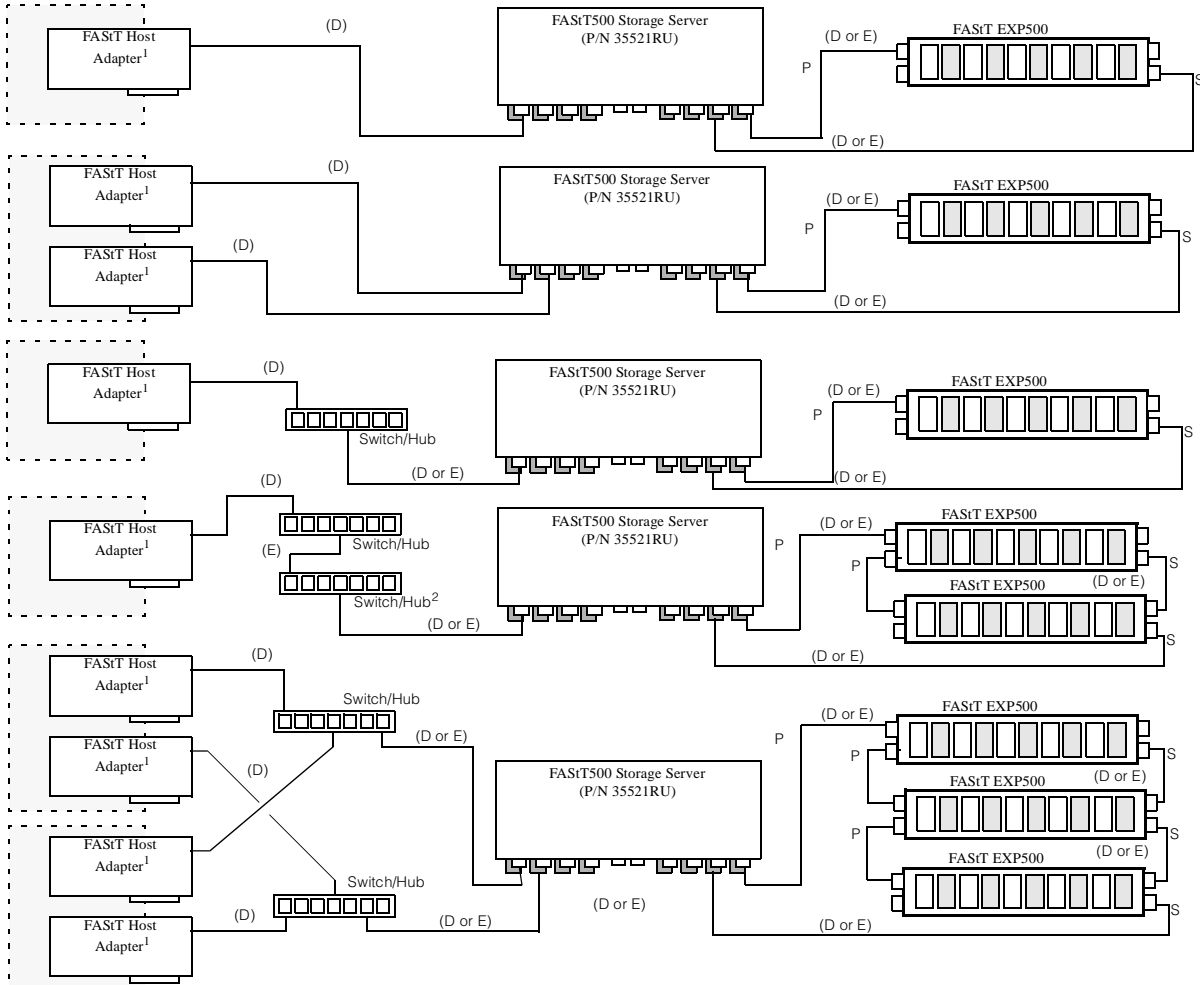 FAStT Host
Adapter1
(D)
FAStT500 Storage Server
(P/N 35521RU)
(D or E)
P
FAStT EXP500
S
(D or E)
FAStT Host
Adapter1
(D)
FAStT Host
Adapter1
(D)
FAStT500 Storage Server
(P/N 35521RU)
(D or E)
P
FAStT EXP500
S
(D or E)
FAStT Host
Adapter1
(D)
Switch/Hub
(D or E)
FAStT500 Storage Server
(P/N 35521RU)
(D or E)
P
FAStT EXP500
S
(D or E)
FAStT Host
Adapter1
(D)
Switch/Hub
(E)
Switch/Hub2
(D or E)
FAStT500 Storage Server
(P/N 35521RU)
(D or E)
P
FAStT EXP500
P
S
(D or E)
FAStT EXP500
S
(D or E)
FAStT Host
Adapter1
(D)
Switch/Hub
FAStT Host
Adapter1
(D)
(D or E)
FAStT Host
Adapter1
Switch/Hub
FAStT Host
Adapter1
(D)
(D or E)
FAStT500 Storage Server
(P/N 35521RU)
(D or E)
(D or E)
P
FAStT EXP500
P
S
(D or E)
FAStT EXP500
P
S
(D or E)
FAStT EXP500
S
(D or E)